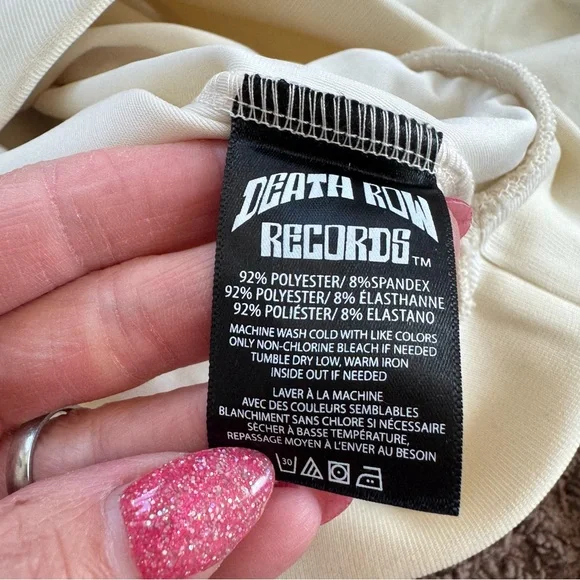 DEATH ROW
RECORDS™
92% POLYESTER/ 8%SPANDEX
92% POLYESTER/ 8% ÉLASTHANNE
92% POLIÉSTER/ 8% ELASTANO
MACHINE WASH COLD WITH LIKE COLORS
ONLY NON-CHLORINE BLEACH IF NEEDED
TUMBLE DRY LOW, WARM IRON
INSIDE OUT IF NEEDED
LAVER À LA MACHINE
AVEC DES COULEURS SEMBLABLES
BLANCHIMENT SANS CHLORE SI NÉCESSAIRE
SÉCHER À BASSE TEMPÉRATURE,
REPASSAGE MOYEN À L'ENVER AU BESOIN
30